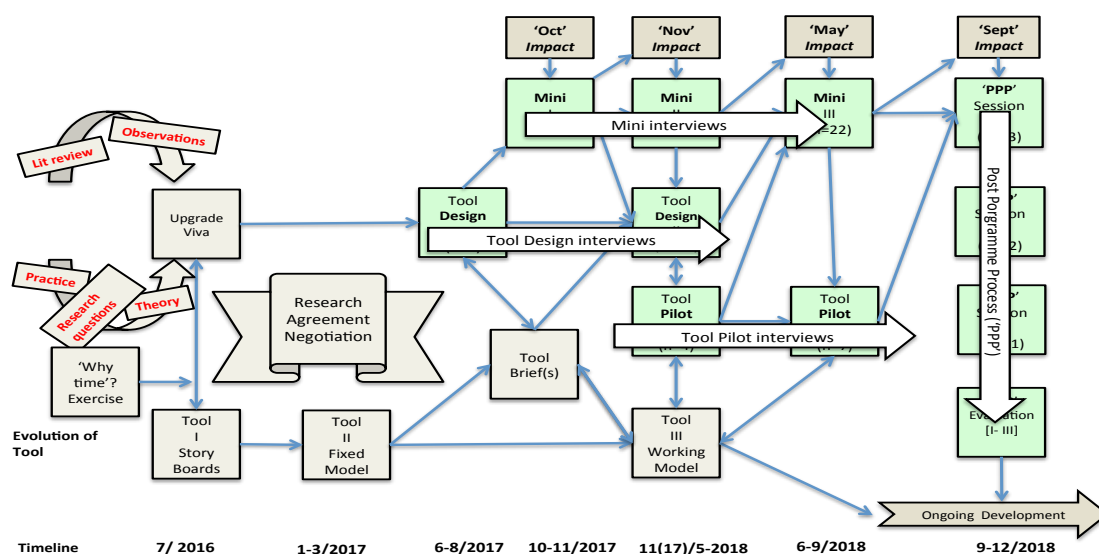 'Oct'
Impact
'Nov'
Impact
'May'
Impact
'Sept'
Impact
Mini
Mini
Mini
III
'PPP'
Session
Mini interviews
Observations
Lit review
Upgrade
Viva
Tool
Design
Tool
Design
Tool Design interviews
Post Porgramme Process ('PPP')
Practice
Research
questions
Theory
Research
Agreement
Negotiation
Tool
Pilot
Tool
Pilot
Tool Pilot interviews
'Why
time'?
Exercise
Tool
Brief(s)
Evolution of
Tool
Tool
I
Story
Boards
Tool
II
Fixed
Model
Tool
III
Working
Model
[I- III]
Ongoing Development
Timeline
7/ 2016
1-3/2017
6-8/2017
10-11/2017
11(17)/5-2018
6-9/2018
9-12/2018